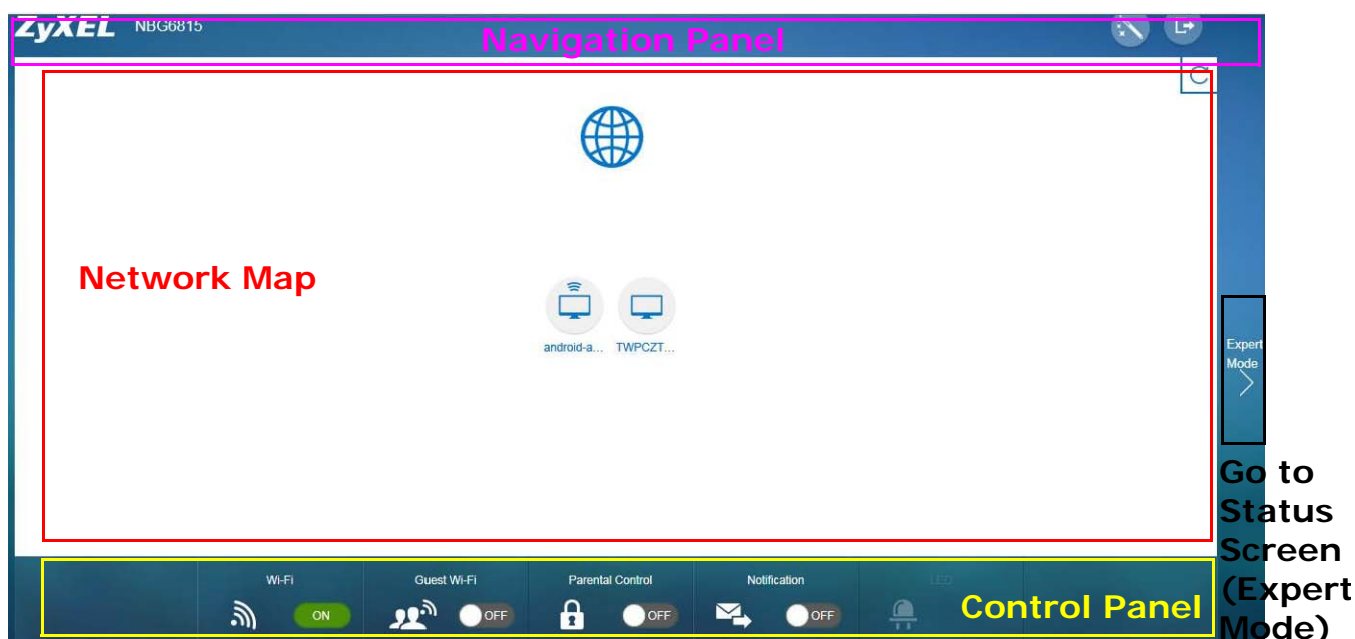 ZyXEL NBG6815
Navigation Panel
Network Map
android-a... TWPCZT...
Expert
Mode
Go to
Status
Screen
(Expert
Mode)
Wi-Fi Guest Wi-Fi Parental Control Notification LED
ON OFF OFF OFF
Control Panel